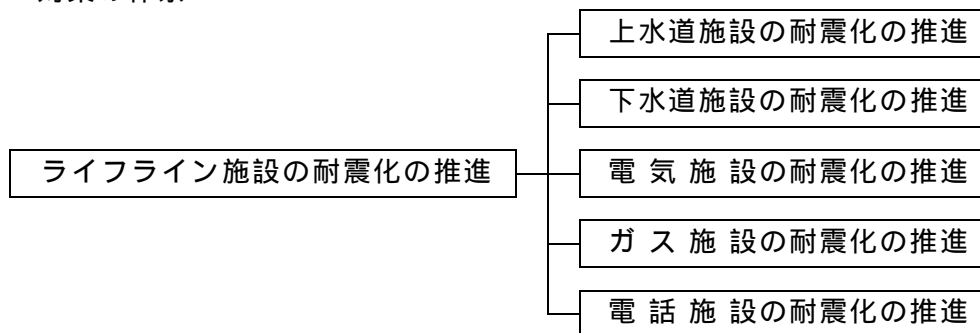 上水道施設の耐震化の推進
下水道施設の耐震化の推進
ライフライン施設の耐震化の推進
電 気 施 設の耐震化の推進
ガ ス 施 設の耐震化の推進
電 話 施 設の耐震化の推進